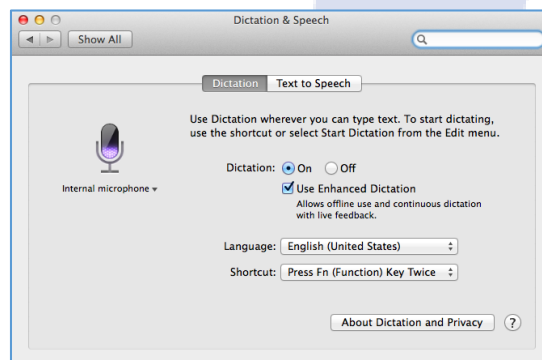 Dictation & Speech
Show All
Dictation Text to Speech
Use Dictation wherever you can type text. To start dictating,
use the shortcut or select Start Dictation from the Edit menu.
Dictation: On Off
Internal microphone
Use Enhanced Dictation
Allows offline use and continuous dictation
with live feedback.
Language: English (United States)
Shortcut: Press Fn (Function) Key Twice
About Dictation and Privacy ?